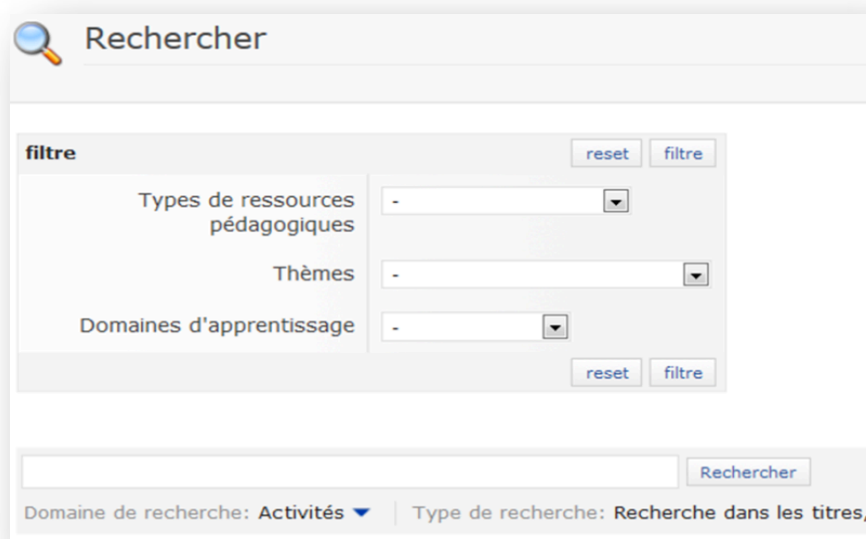 Rechercher
filtre reset filtre
Types de ressources -
pédagogiques
Thèmes -
Domaines d'apprentissage -
reset filtre
Rechercher
Domaine de recherche: Activités Type de recherche: Recherche dans les titres,